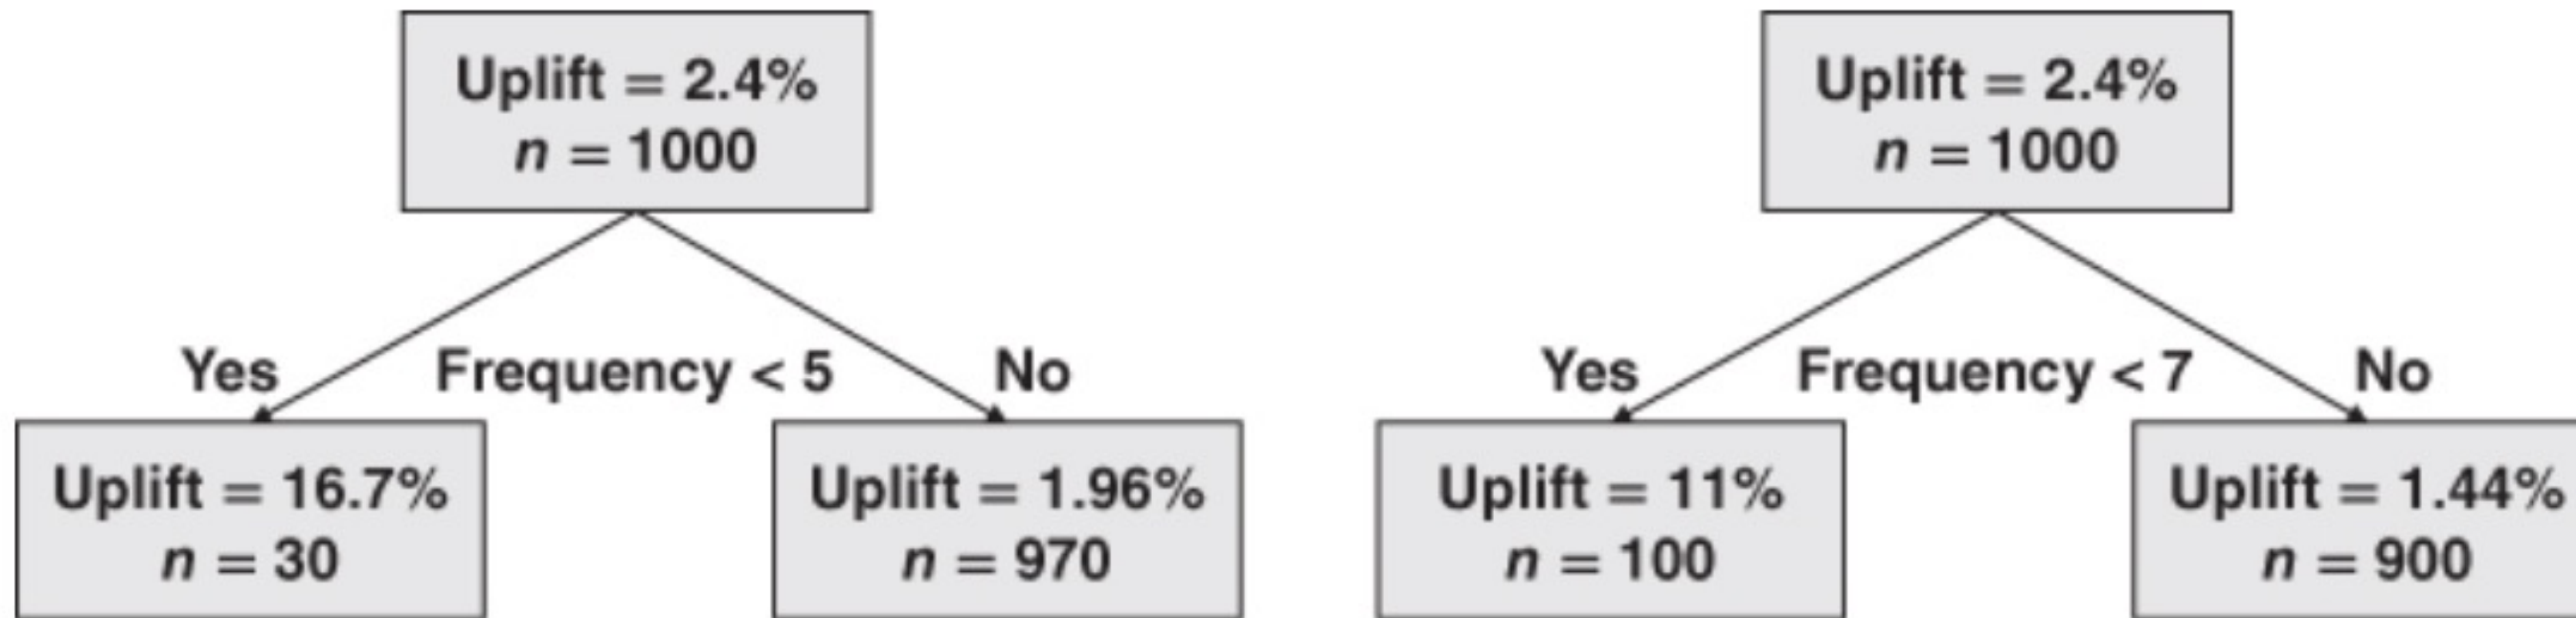 Uplift = 2.4%
n = 1000
Yes
Frequency < 5
No
Uplift = 16.7%
n = 30
Uplift = 1.96%
n = 970
Uplift = 2.4%
n = 1000
Yes
Frequency < 7
No
Uplift = 11%
n = 100
Uplift = 1.44%
n = 900